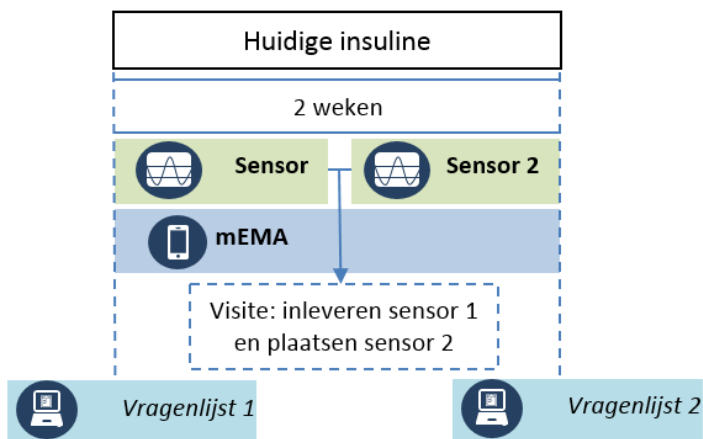 Huidige insuline
2 weken
Sensor
Sensor 2
mEMA
Visite: inleveren sensor 1
en plaatsen sensor 2
Vragenlijst 1
Vragenlijst 2